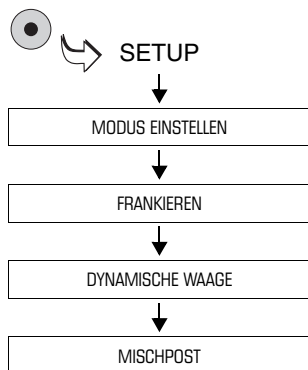 SETUP
MODUS EINSTELLEN
FRANKIEREN
DYNAMISCHE WAAGE
MISCHPOST